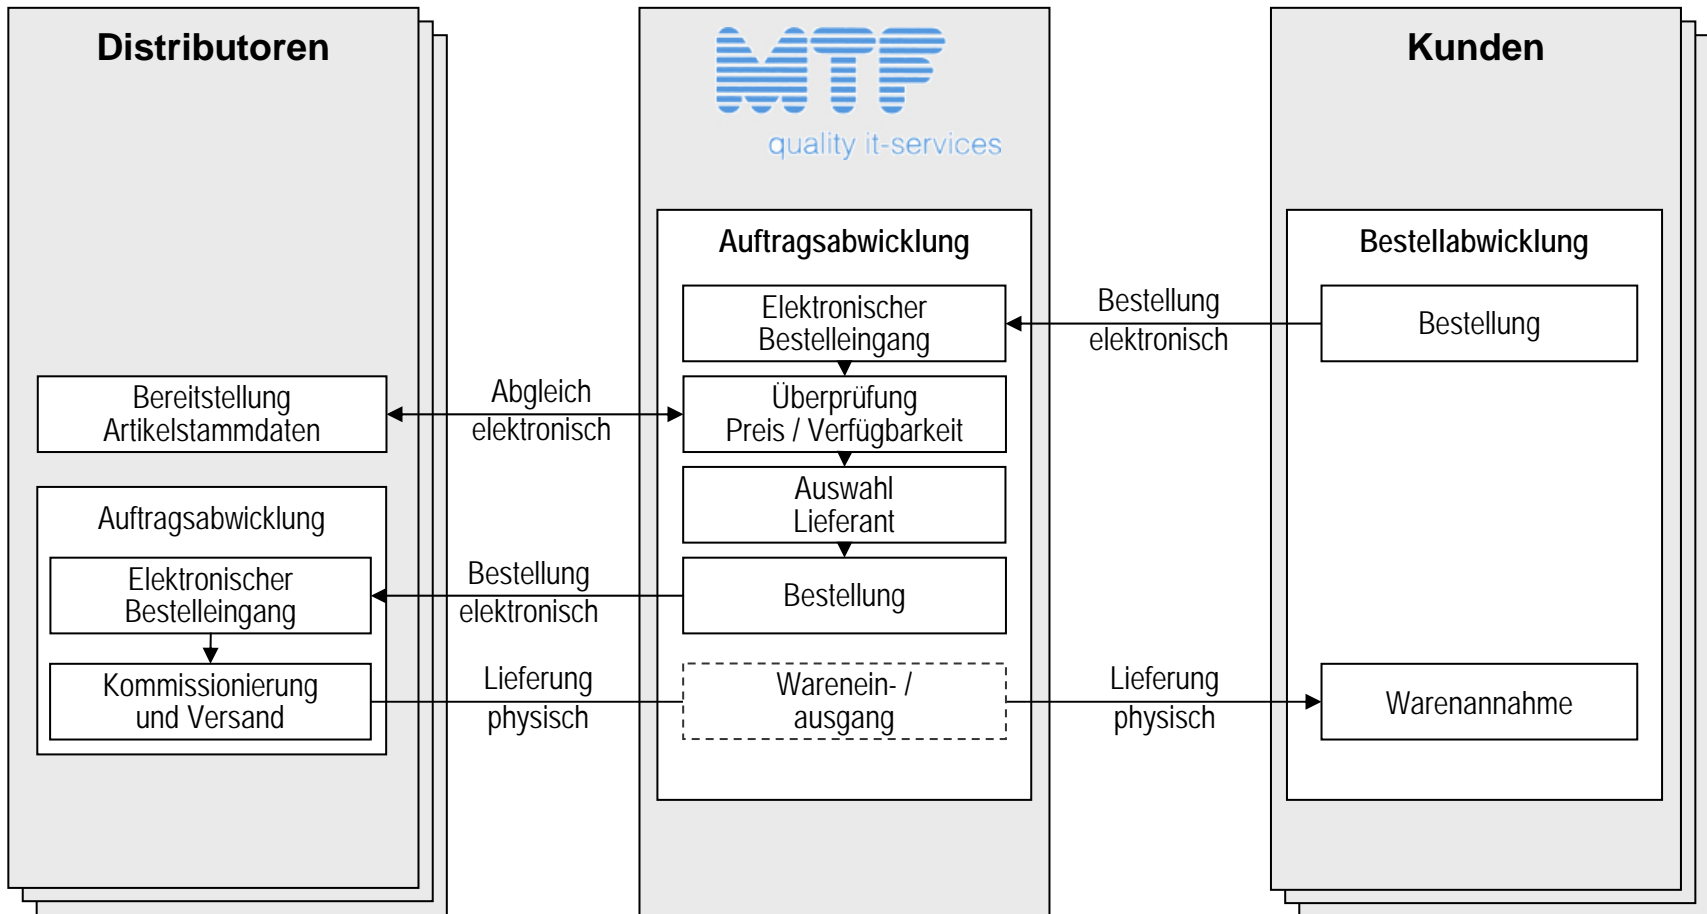 Distributoren
Bereitstellung
Artikelstammdaten
Auftragsabwicklung
Elektronischer
Bestelleingang
Kommissionierung
und Versand
Abgleich
elektronisch
Bestellung
elektronisch
Lieferung
physisch
MTF
quality it-services
Auftragsabwicklung
Elektronischer
Bestelleingang
Überprüfung
Preis / Verfügbarkeit
Auswahl
Lieferant
Bestellung
Warenein- /
ausgang
Bestellung
elektronisch
Lieferung
physisch
Kunden
Bestellabwicklung
Bestellung
Warenannahme